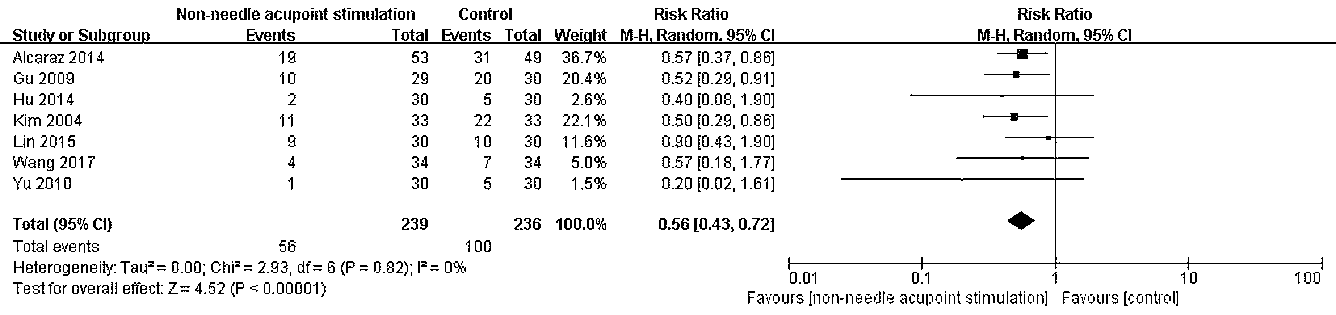 Non-needle acupoint stimulation Control Risk Ratio Risk Ratio
Study or Subgroup Events Total Events Total Weight M-H, Random, 95% CI M-H, Random, 95% CI
Alcaraz 2014 19 53 31 49 36.7% 0.57 [0.37, 0.86]
Gu 2009 10 29 20 30 20.4% 0.52 [0.29, 0.91]
Hu 2014 2 30 5 30 2.6% 0.40 [0.08, 1.90]
Kim 2004 11 33 22 33 22.1% 0.50 [0.29, 0.86]
Lin 2015 9 30 10 30 11.6% 0.90 [0.43, 1.90]
Wang 2017 4 34 7 34 5.0% 0.57 [0.18, 1.77]
Yu 2010 1 30 5 30 1.5% 0.20 [0.02, 1.61]
Total (95% CI) 239 236 100.0% 0.56 [0.43, 0.72]
Total events 56 100
Heterogeneity: Tau² = 0.00; Chi² = 2.93, df = 6 (P = 0.82); I² = 0%
Test for overall effect: Z = 4.52 (P < 0.00001)
0.01 0.1 1 10 100
Favours [non-needle acupoint stimulation] Favours [control]